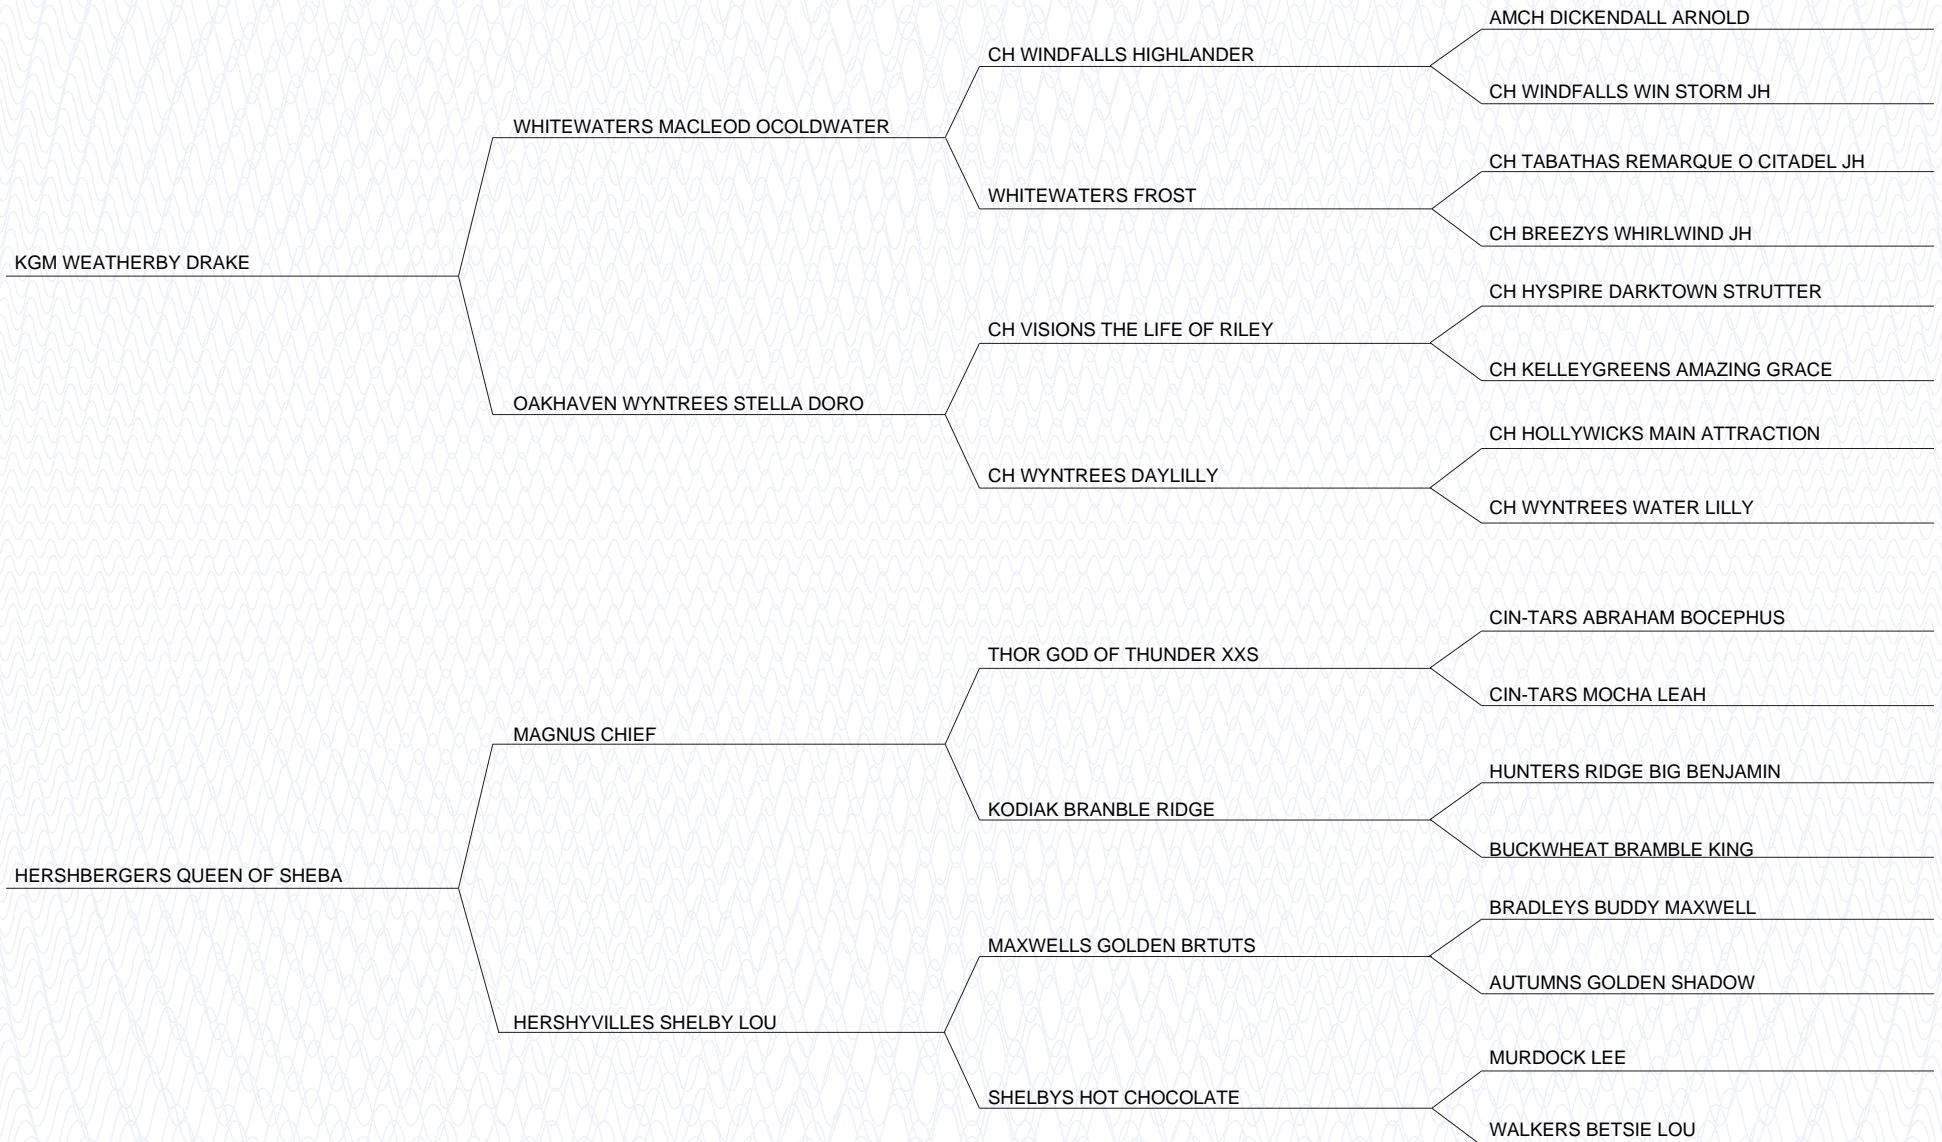 AMCH DICKENDALL ARNOLD
CH WINDFALLS HIGHLANDER
CH WINDFALLS WIN STORM JH
WHITEWATERS MACLEOD OCOLDWATER
CH TABATHAS REMARQUE O CITADEL JH
WHITEWATERS FROST
CH BREEZYS WHIRLWIND JH
KGM WEATHERBY DRAKE
CH HYSPIRE DARKTOWN STRUTTER
CH VISIONS THE LIFE OF RILEY
CH KELLEYGREENS AMAZING GRACE
OAKHAVEN WYNTREES STELLA DORO
CH HOLLYWICKS MAIN ATTRACTION
CH WYNTREES DAYLILLY
CH WYNTREES WATER LILLY
CIN-TARS ABRAHAM BOCEPHUS
THOR GOD OF THUNDER XXS
CIN-TARS MOCHA LEAH
MAGNUS CHIEF
HUNTERS RIDGE BIG BENJAMIN
KODIAK BRANBLE RIDGE
BUCKWHEAT BRAMBLE KING
HERSHBERGERS QUEEN OF SHEBA
BRADLEYS BUDDY MAXWELL
MAXWELLS GOLDEN BRTUTS
AUTUMNS GOLDEN SHADOW
HERSHYVILLES SHELBY LOU
MURDOCK LEE
SHELBYS HOT CHOCOLATE
WALKERS BETSIE LOU